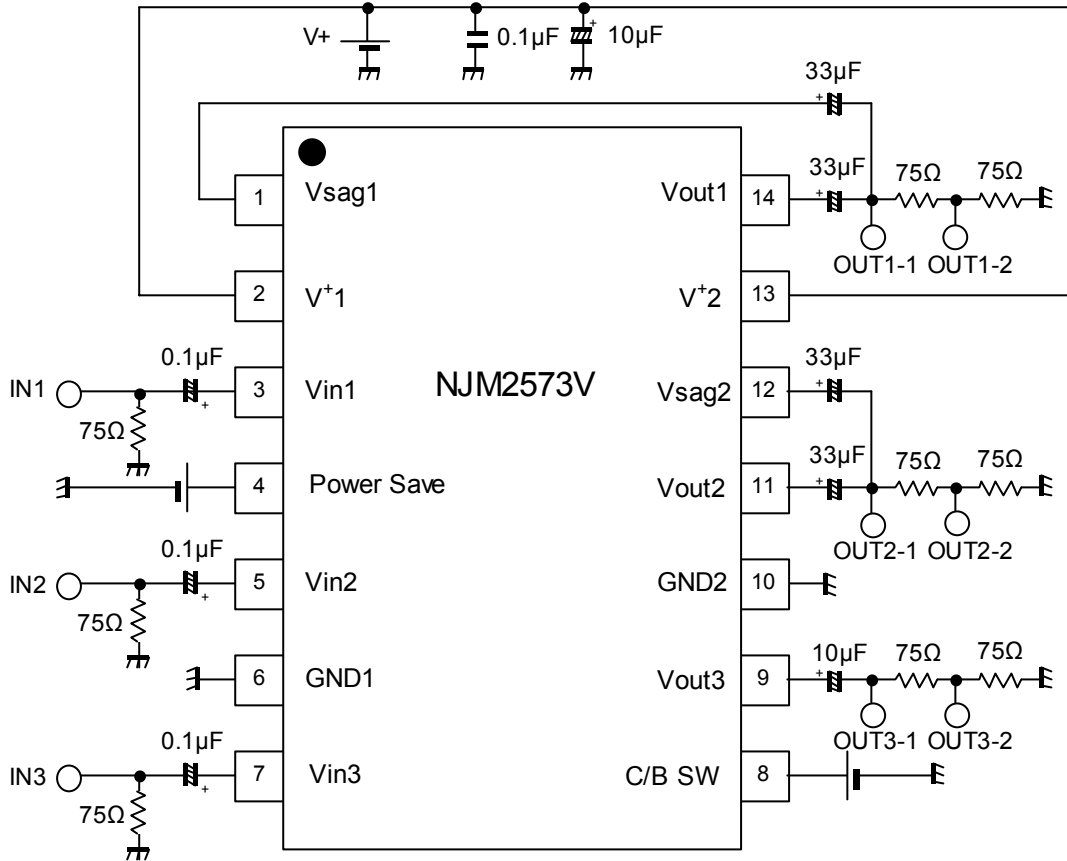 V+ 0.1µF + 10µF
33µF
+
1 Vsag1 Vout1 14 33µF + 75Ω 75Ω
OUT1-1 OUT1-2
2 V+1 V+2 13
0.1µF 33µF
IN1 + 3 Vin1 NJM2573V Vsag2 12 +
75Ω
4 Power Save Vout2 11 33µF + 75Ω 75Ω
OUT2-1 OUT2-2
0.1µF
IN2 + 5 Vin2 GND2 10
75Ω
6 GND1 Vout3 9 10µF + 75Ω 75Ω
OUT3-1 OUT3-2
0.1µF
IN3 + 7 Vin3 C/B SW 8
75Ω